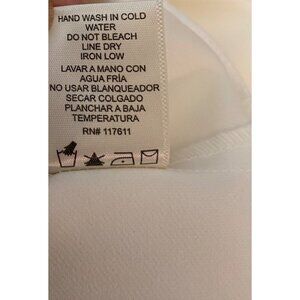 HAND WASH IN COLD
WATER
DO NOT BLEACH
LINE DRY
IRON LOW
LAVAR A MANO CON
AGUA FRÍA
NO USAR BLANQUEADOR
SECAR COLGADO
PLANCHAR A BAJA
TEMPERATURA
RN# 117611